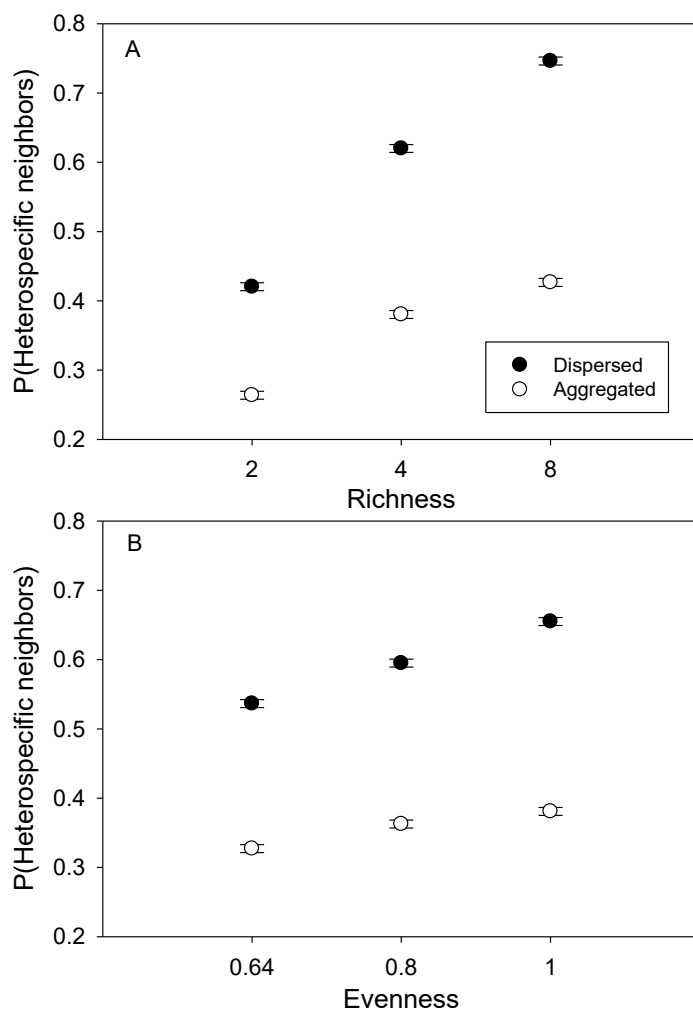 A
P(Heterospecific neighbors)
0.8
0.7
0.6
0.5
0.4
0.3
0.2
Dispersed
Aggregated
2 4 8
Richness
B
P(Heterospecific neighbors)
0.8
0.7
0.6
0.5
0.4
0.3
0.2
0.64 0.8 1
Evenness